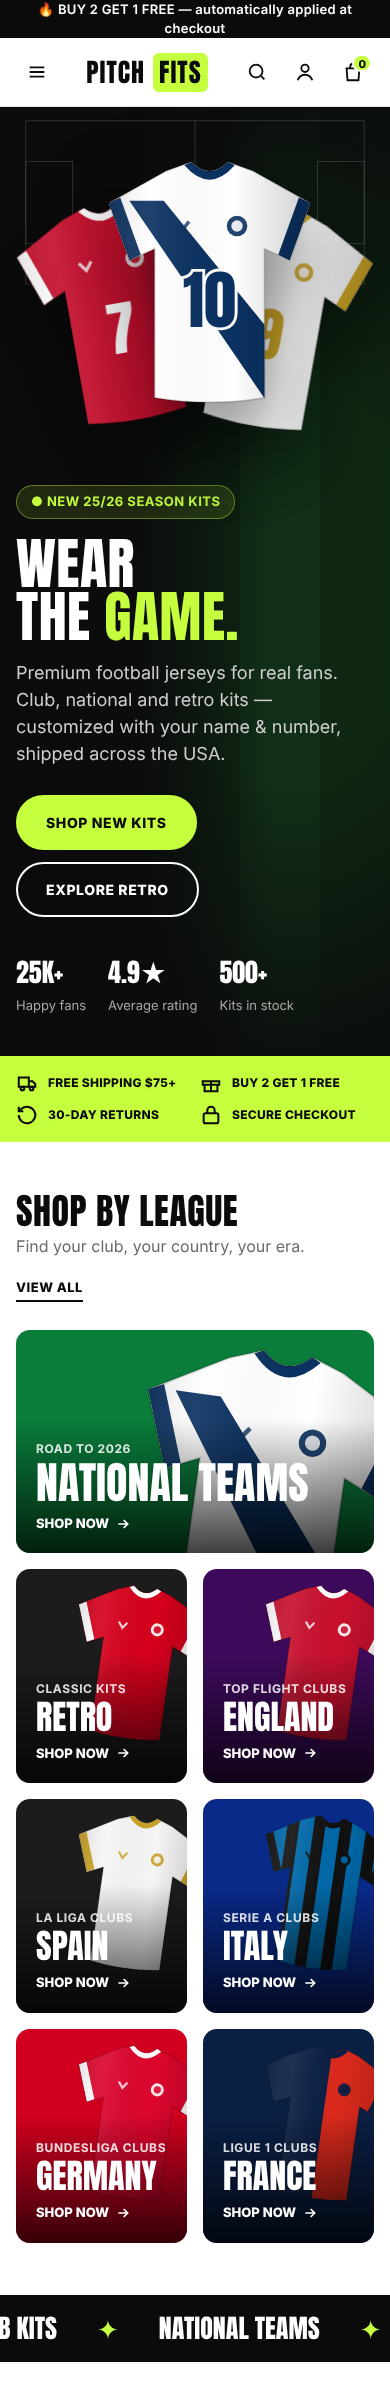 🔥 BUY 2 GET 1 FREE — automatically applied at
checkout
PITCH FITS
0
7
10
9
● NEW 25/26 SEASON KITS
WEAR
THE GAME.
Premium football jerseys for real fans.
Club, national and retro kits —
customized with your name & number,
shipped across the USA.
SHOP NEW KITS
EXPLORE RETRO
25K+
4.9★
500+
Happy fans
Average rating
Kits in stock
FREE SHIPPING $75+
BUY 2 GET 1 FREE
30-DAY RETURNS
SECURE CHECKOUT
SHOP BY LEAGUE
Find your club, your country, your era.
VIEW ALL
ROAD TO 2026
NATIONAL TEAMS
SHOP NOW →
CLASSIC KITS
RETRO
SHOP NOW →
TOP FLIGHT CLUBS
ENGLAND
SHOP NOW →
LA LIGA CLUBS
SPAIN
SHOP NOW →
SERIE A CLUBS
ITALY
SHOP NOW →
BUNDESLIGA CLUBS
GERMANY
SHOP NOW →
LIGUE 1 CLUBS
FRANCE
SHOP NOW →
B KITS ✦ NATIONAL TEAMS ✦